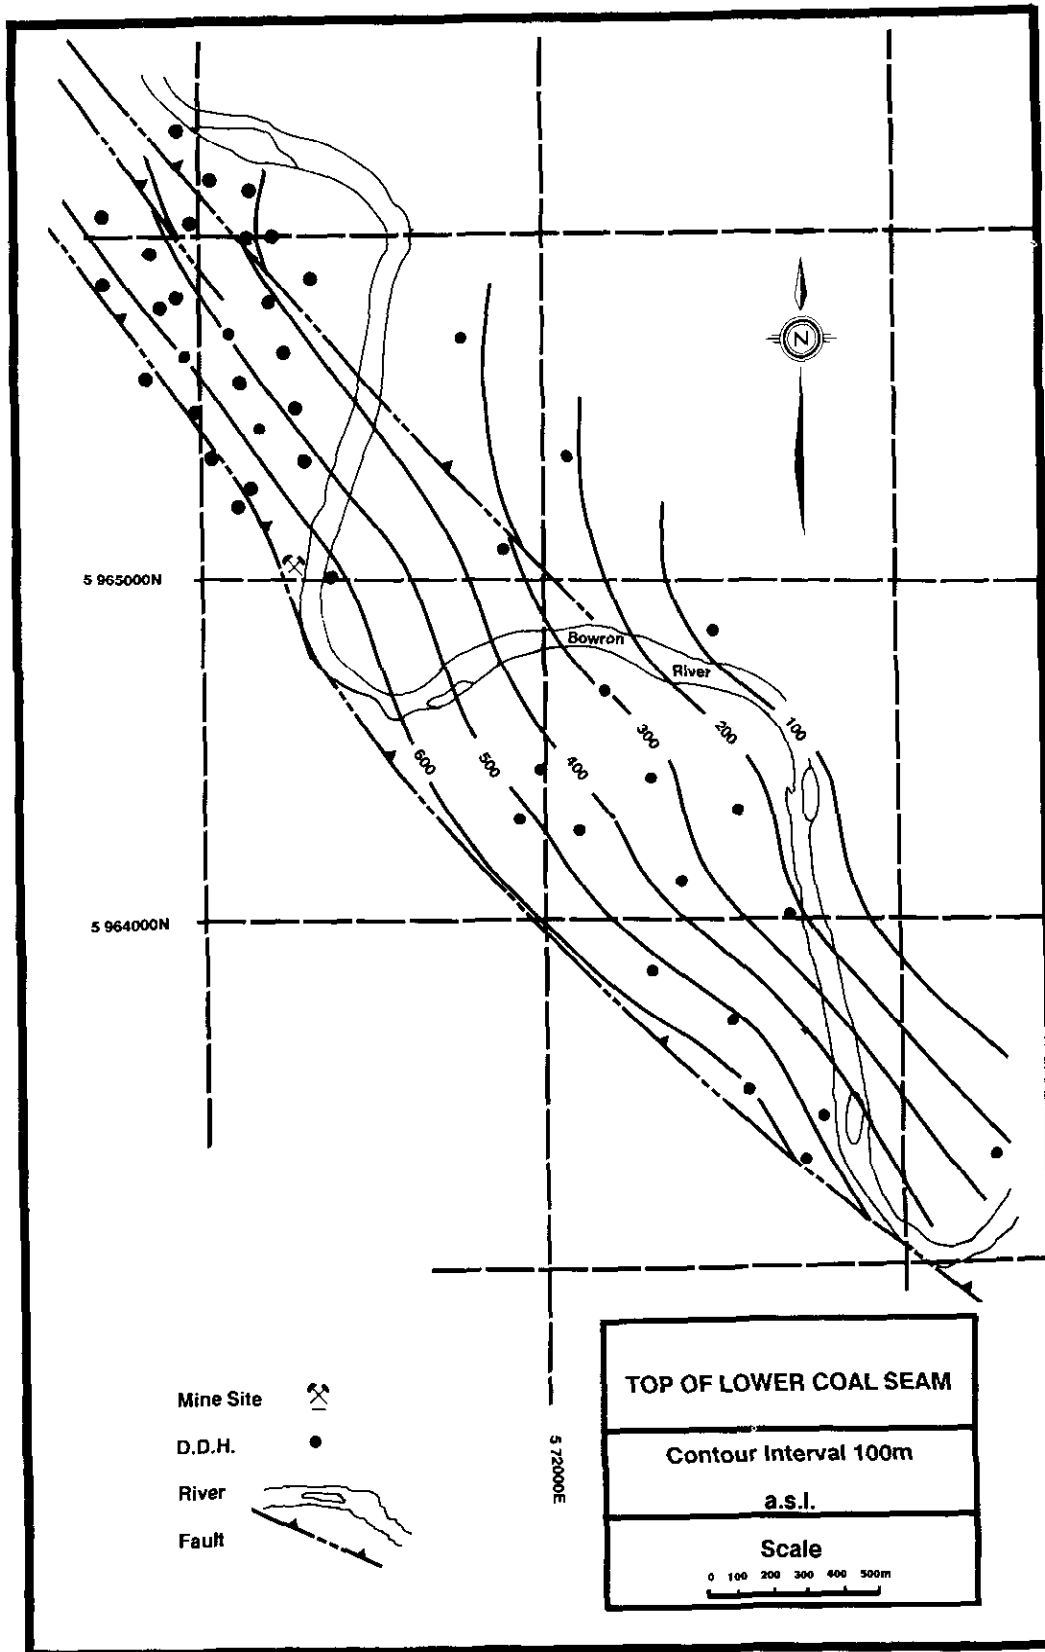 N
5 965000N
Bowron
River
100
200
300
400
500
600
5 964000N
5 72000E
Mine Site
D.D.H.
River
Fault
TOP OF LOWER COAL SEAM
Contour Interval 100m
a.s.l.
Scale
0 100 200 300 400 500m